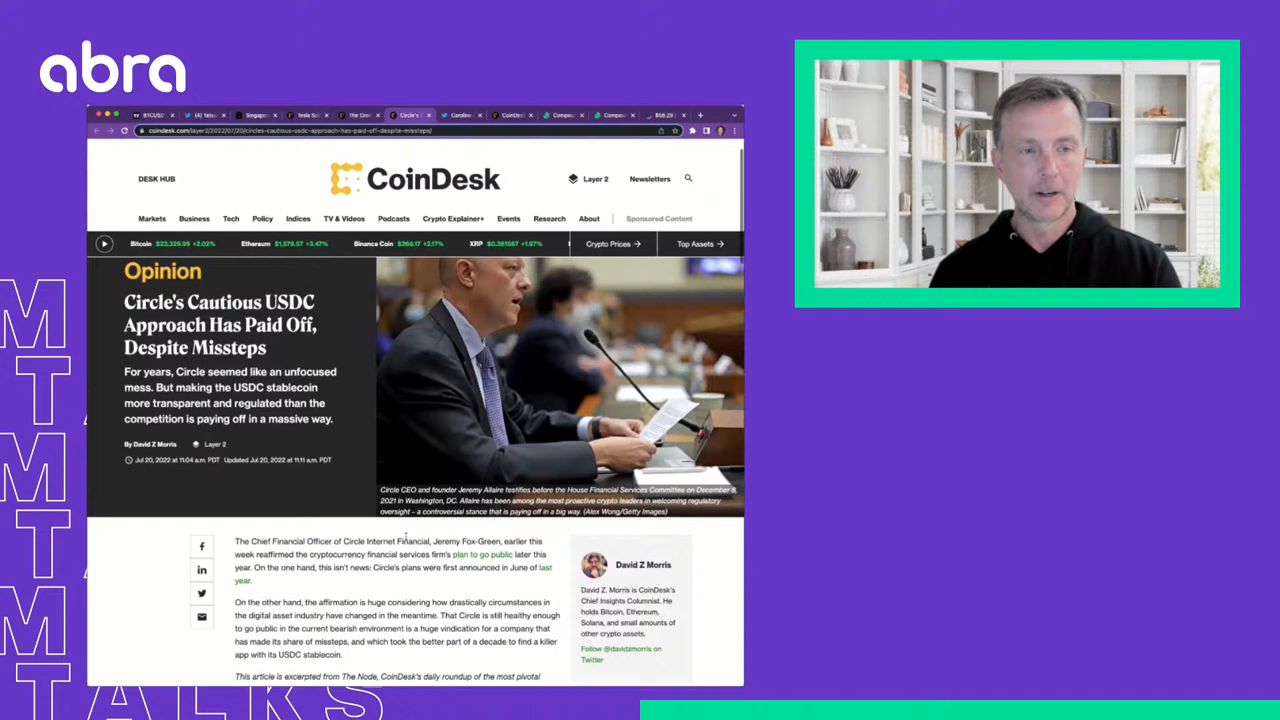 abra
coindesk.com/layer2/2022/07/20/circles-cautious-usdc-approach-has-paid-off-despite-missteps/
DESK HUB
CoinDesk
Layer 2
Newsletters
Markets Business Tech Policy Indices TV & Videos Podcasts Crypto Explainer+ Events Research About Sponsored Content
Bitcoin $23,329.99 +2.02% Ethereum $1,579.57 +3.47% Binance Coin $266.17 +2.17% XRP $0.361567 +1.97% Crypto Prices → Top Assets →
Opinion
Circle's Cautious USDC
Approach Has Paid Off,
Despite Missteps
For years, Circle seemed like an unfocused
mess. But making the USDC stablecoin
more transparent and regulated than the
competition is paying off in a massive way.
By David Z Morris Layer 2
Jul 20, 2022 at 11:04 a.m. PDT Updated Jul 20, 2022 at 11:11 a.m. PDT
Circle CEO and founder Jeremy Allaire testifies before the House Financial Services Committee on December 8,
2021 in Washington, DC. Allaire has been among the most proactive crypto leaders in welcoming regulatory
oversight – a controversial stance that is paying off in a big way. (Alex Wong/Getty Images)
The Chief Financial Officer of Circle Internet Financial, Jeremy Fox-Green, earlier this
week reaffirmed the cryptocurrency financial services firm's plan to go public later this
year. On the one hand, this isn't news: Circle's plans were first announced in June of last
year.
On the other hand, the affirmation is huge considering how drastically circumstances in
the digital asset industry have changed in the meantime. That Circle is still healthy enough
to go public in the current bearish environment is a huge vindication for a company that
has made its share of missteps, and which took the better part of a decade to find a killer
app with its USDC stablecoin.
This article is excerpted from The Node, CoinDesk's daily roundup of the most pivotal
David Z Morris
David Z. Morris is CoinDesk's
Chief Insights Columnist. He
holds Bitcoin, Ethereum,
Solana, and small amounts of
other crypto assets.
Follow @davidzmorris on
Twitter
TALKS